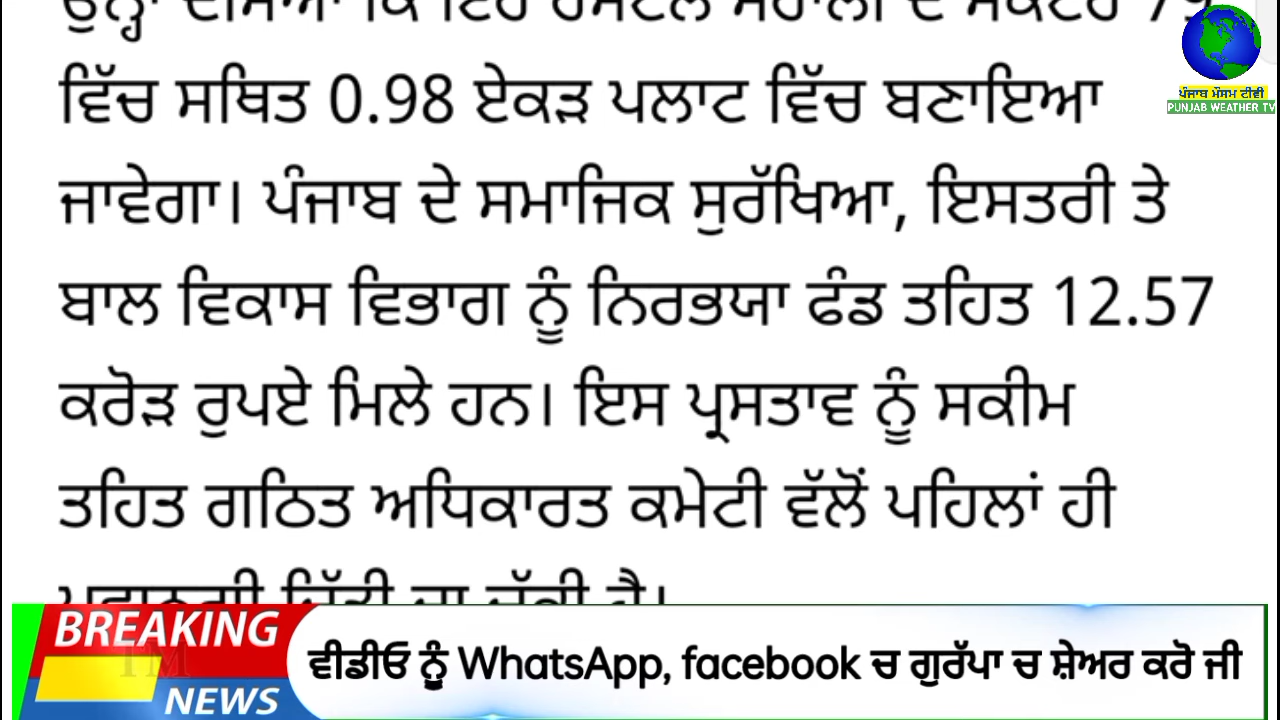 ਵਿੱਚ ਸਥਿਤ 0.98 ਏਕੜ ਪਲਾਟ ਵਿੱਚ ਬਣਾਇਆ
ਜਾਵੇਗਾ। ਪੰਜਾਬ ਦੇ ਸਮਾਜਿਕ ਸੁਰੱਖਿਆ, ਇਸਤਰੀ ਤੇ
ਬਾਲ ਵਿਕਾਸ ਵਿਭਾਗ ਨੂੰ ਨਿਰਭਯਾ ਫੰਡ ਤਹਿਤ 12.57
ਕਰੋੜ ਰੁਪਏ ਮਿਲੇ ਹਨ। ਇਸ ਪ੍ਰਸਤਾਵ ਨੂੰ ਸਕੀਮ
ਤਹਿਤ ਗਠਿਤ ਅਧਿਕਾਰਤ ਕਮੇਟੀ ਵੱਲੋਂ ਪਹਿਲਾਂ ਹੀ
ਪੰਜਾਬ ਮੌਸਮ ਟੀਵੀ
PUNJAB WEATHER TV
BREAKING
NEWS
ਵੀਡੀਓ ਨੂੰ WhatsApp, facebook ਚ ਗੁਰੱਪਾ ਚ ਸ਼ੇਅਰ ਕਰੋ ਜੀ